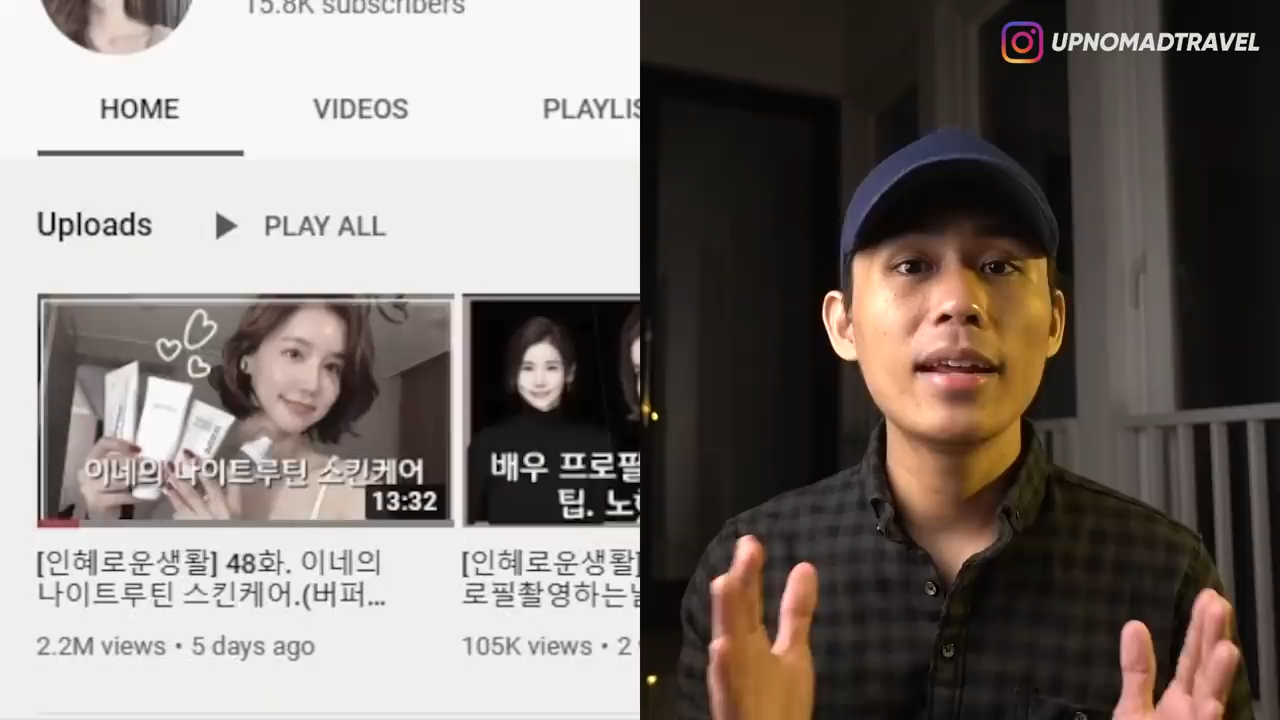 15.8K subscribers
UPNOMADTRAVEL
HOME
VIDEOS
PLAYLIS
Uploads
PLAY ALL
이네의 나이트루틴 스킨케어
13:32
배우 프로필
팁. 노
[인혜로운생활] 48화. 이네의
나이트루틴 스킨케어.(버퍼...
[인혜로운생활]
로필촬영하는날
2.2M views • 5 days ago
105K views • 2